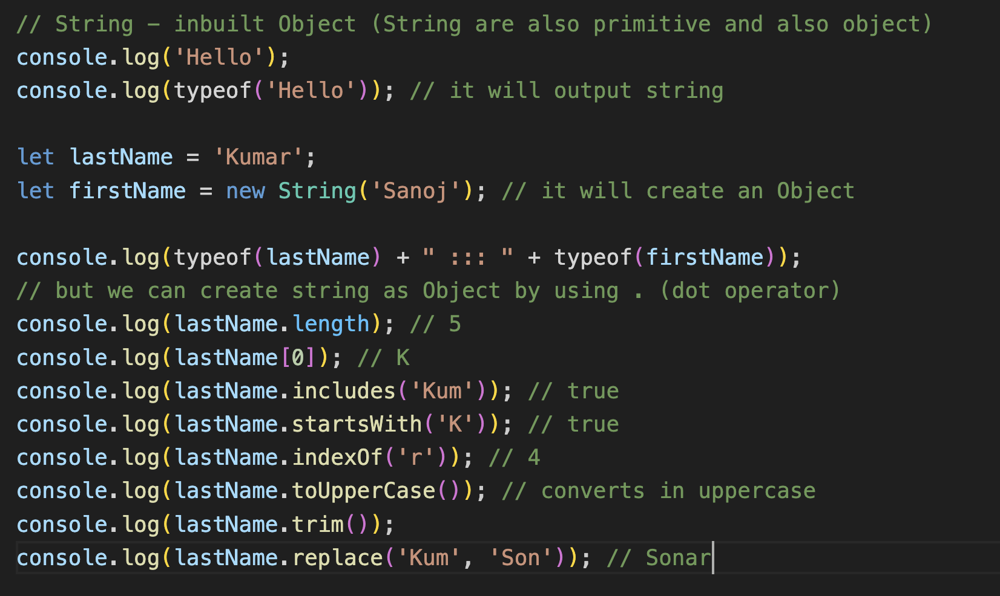 // String - inbuilt Object (String are also primitive and also object)
console.log('Hello');
console.log(typeof('Hello')); // it will output string
let lastName = 'Kumar';
let firstName = new String('Sanoj'); // it will create an Object
console.log(typeof(lastName) + " ::: " + typeof(firstName));
// but we can create string as Object by using . (dot operator)
console.log(lastName.length); // 5
console.log(lastName[0]); // K
console.log(lastName.includes('Kum')); // true
console.log(lastName.startsWith('K')); // true
console.log(lastName.indexOf('r')); // 4
console.log(lastName.toUpperCase()); // converts in uppercase
console.log(lastName.trim());
console.log(lastName.replace('Kum', 'Son')); // Sonar